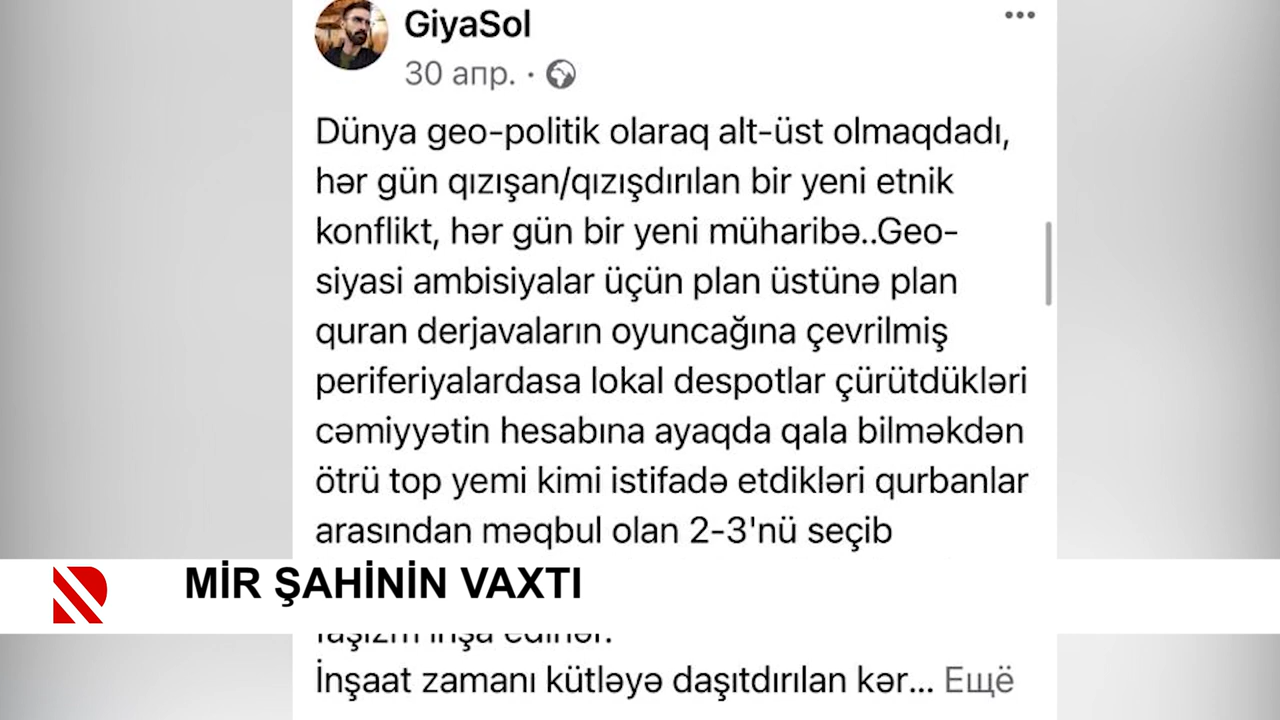 GiyaSol
30 апр. ·
Dünya geo-politik olaraq alt-üst olmaqdadı,
hər gün qızışan/qızışdırılan bir yeni etnik
konflikt, hər gün bir yeni müharibə..Geo-
siyasi ambisiyalar üçün plan üstünə plan
quran derjavaların oyuncağına çevrilmiş
periferiyalardasa lokal despotlar çürütdükləri
cəmiyyətin hesabına ayaqda qala bilməkdən
ötrü top yemi kimi istifadə etdikləri qurbanlar
arasından məqbul olan 2-3'nü seçib
MİR ŞAHİNİN VAXTI
faşizm inşa edirlər.
İnşaat zamanı kütləyə daşıtdırılan kər... Ещё